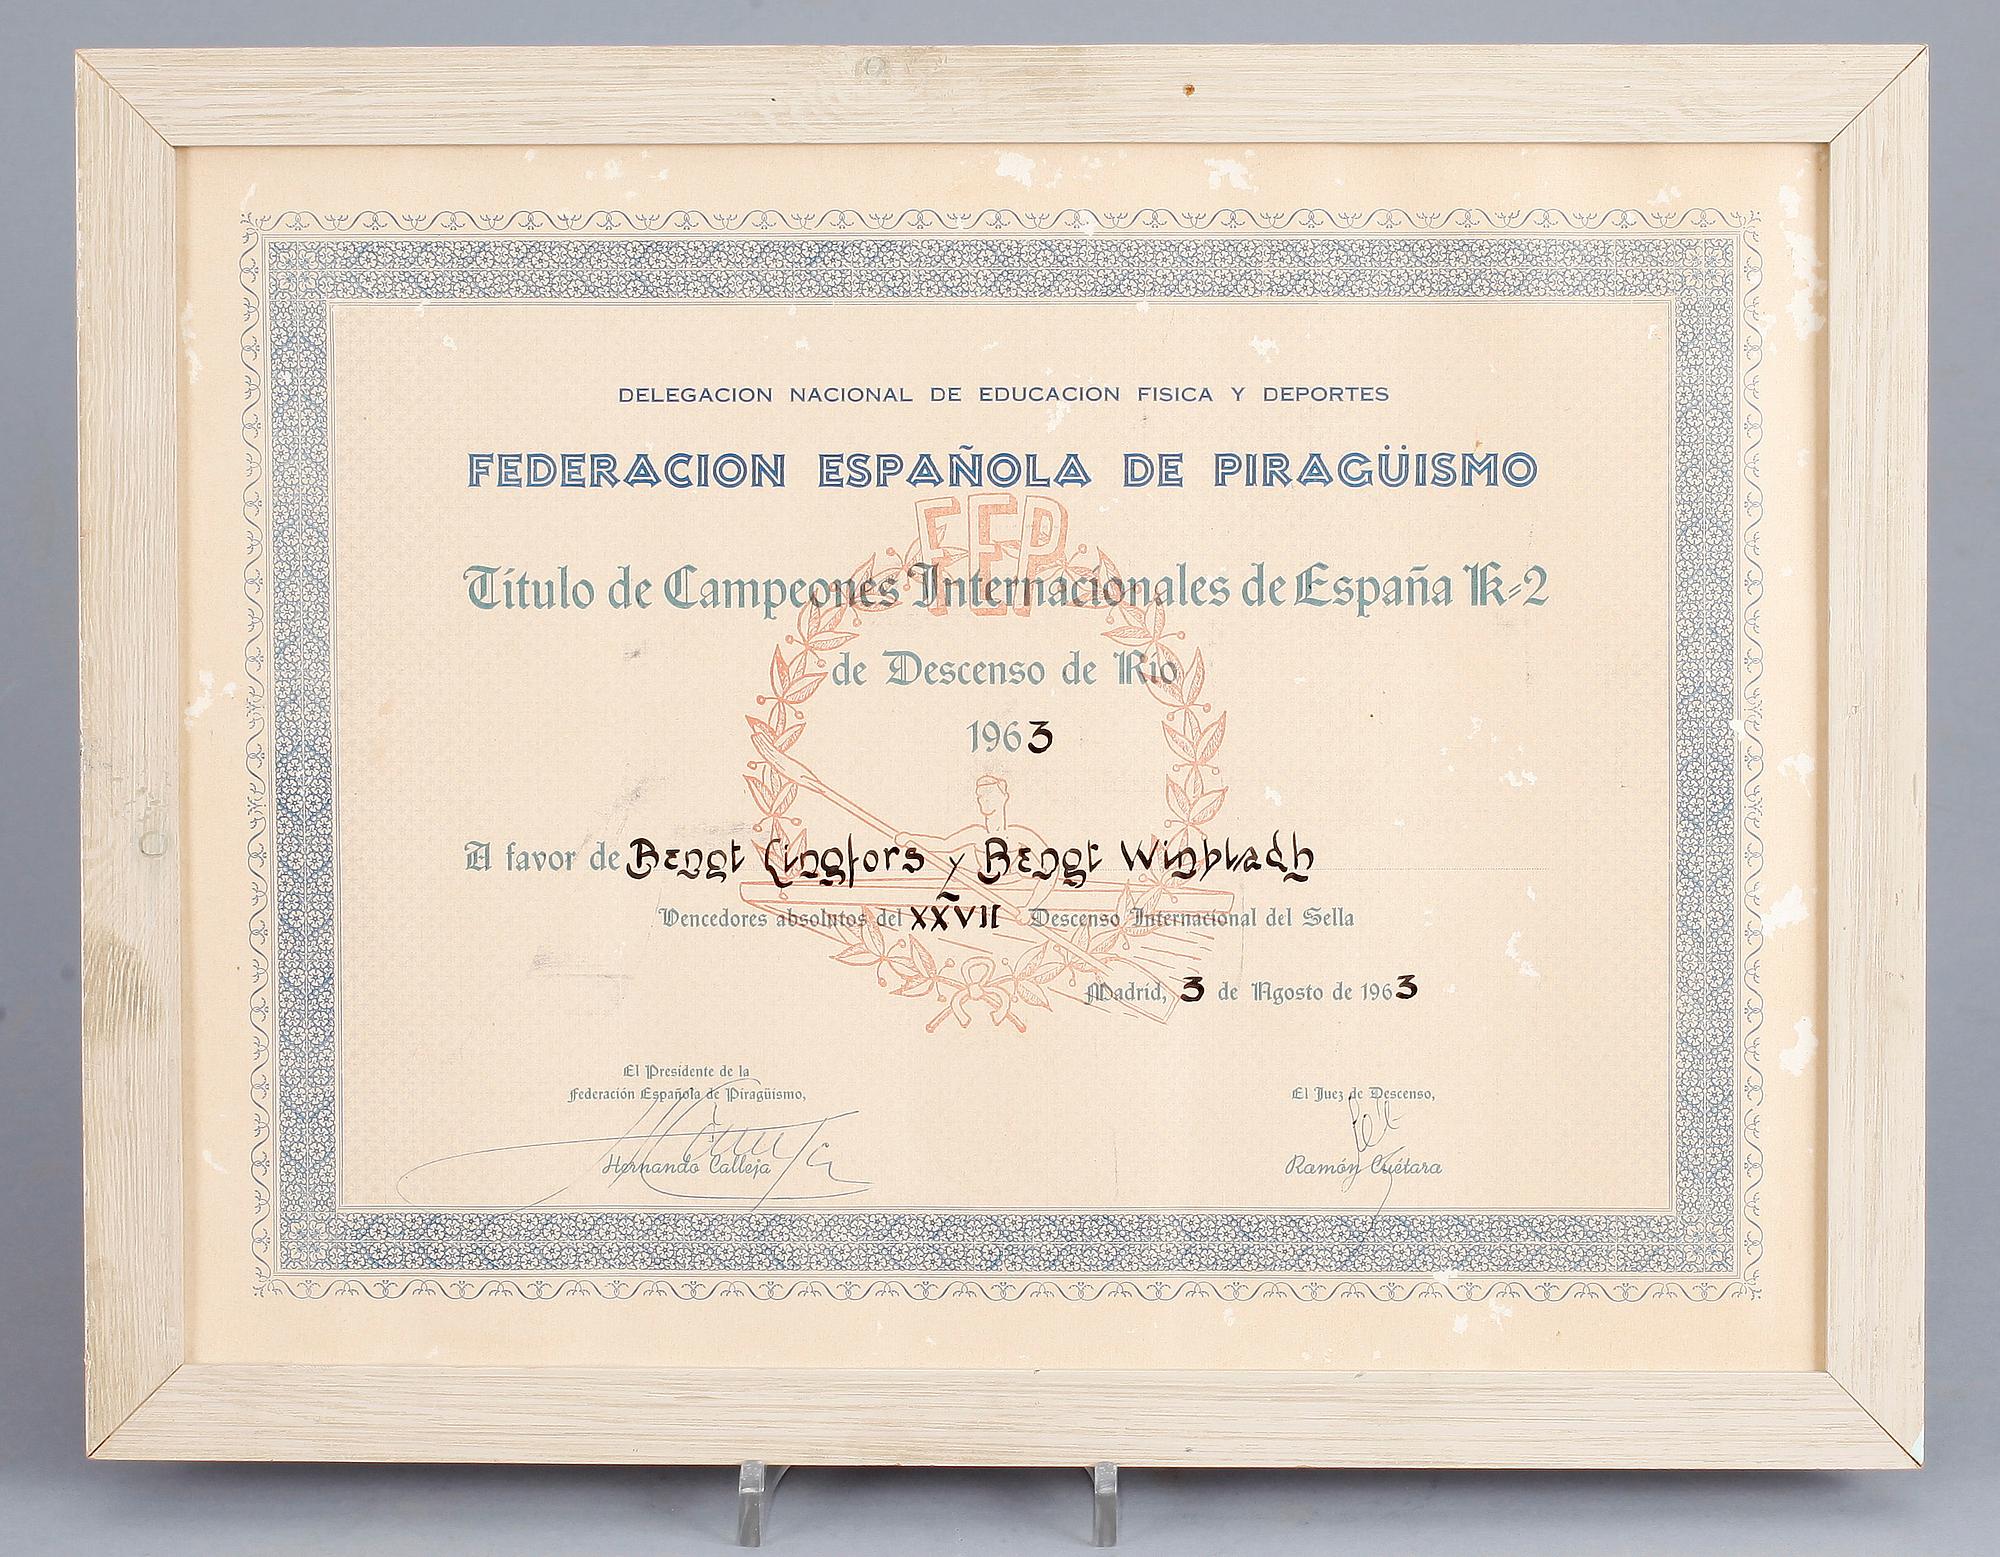 DELEGACION NACIONAL DE EDUCACION FISICA Y DEPORTES
FEDERACION ESPAÑOLA DE PIRAGÜISMO
FEP
Título de Campeones Internacionales de España K-2
de Descenso de Río
1963
A favor de Bengt Lingfors y Bengt Winbladh
Vencedores absolutos del XXVII Descenso Internacional del Sella
Madrid, 3 de Agosto de 1963
El Presidente de la
Federación Española de Piragüismo,
Hernando Calleja
El Juez de Descenso,
Ramón Cuétara